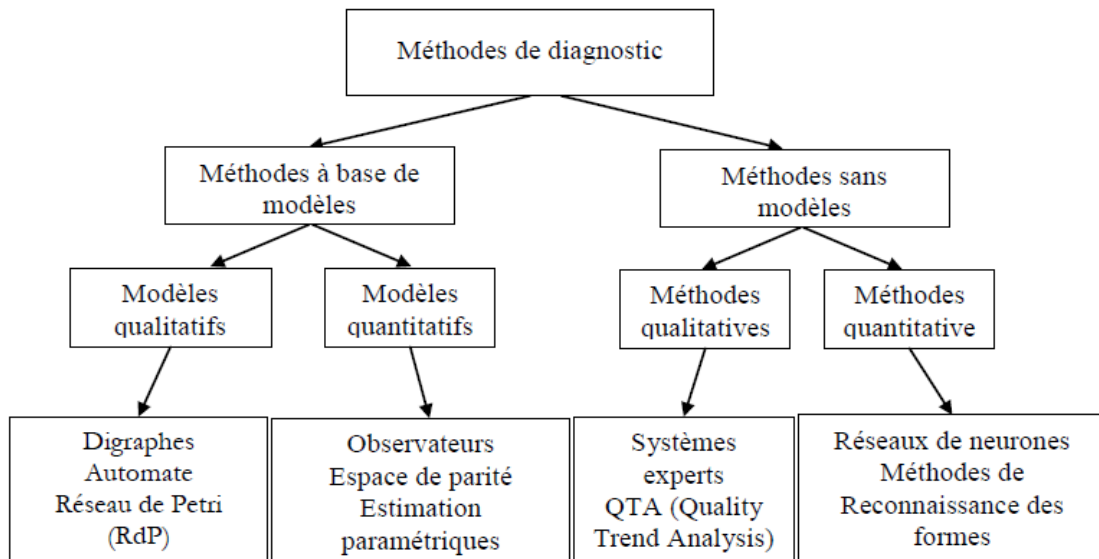 Méthodes de diagnostic
Méthodes à base de
modèles
Méthodes sans
modèles
Modèles
qualitatifs
Modèles
quantitatifs
Méthodes
qualitatives
Méthodes
quantitative
Digraphes
Automate
Réseau de Petri
(RdP)
Observateurs
Espace de parité
Estimation
paramétriques
Systèmes
experts
QTA (Quality
Trend Analysis)
Réseaux de neurones
Méthodes de
Reconnaissance des
formes